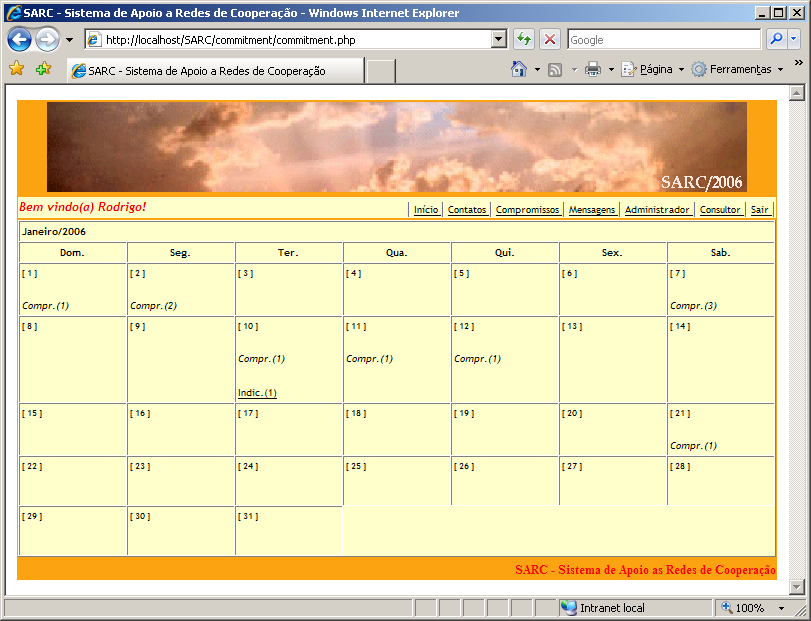 SARC - Sistema de Apoio a Redes de Cooperação - Windows Internet Explorer
http://localhost/SARC/commitment/commitment.php
Google
SARC - Sistema de Apoio a Redes de Cooperação
Página
Ferramentas
»
SARC/2006
Bem vindo(a) Rodrigo!
Início Contatos Compromissos Mensagens Administrador Consultor Sair
Janeiro/2006
Dom. Seg. Ter. Qua. Qui. Sex. Sab.
[ 1 ] [ 2 ] [ 3 ] [ 4 ] [ 5 ] [ 6 ] [ 7 ]
Compr.(1) Compr.(2) Compr.(3)
[ 8 ] [ 9 ] [ 10 ] [ 11 ] [ 12 ] [ 13 ] [ 14 ]
Compr.(1) Compr.(1) Compr.(1)
Indic.(1)
[ 15 ] [ 16 ] [ 17 ] [ 18 ] [ 19 ] [ 20 ] [ 21 ]
Compr.(1)
[ 22 ] [ 23 ] [ 24 ] [ 25 ] [ 26 ] [ 27 ] [ 28 ]
[ 29 ] [ 30 ] [ 31 ]
SARC - Sistema de Apoio as Redes de Cooperação
Intranet local
100%